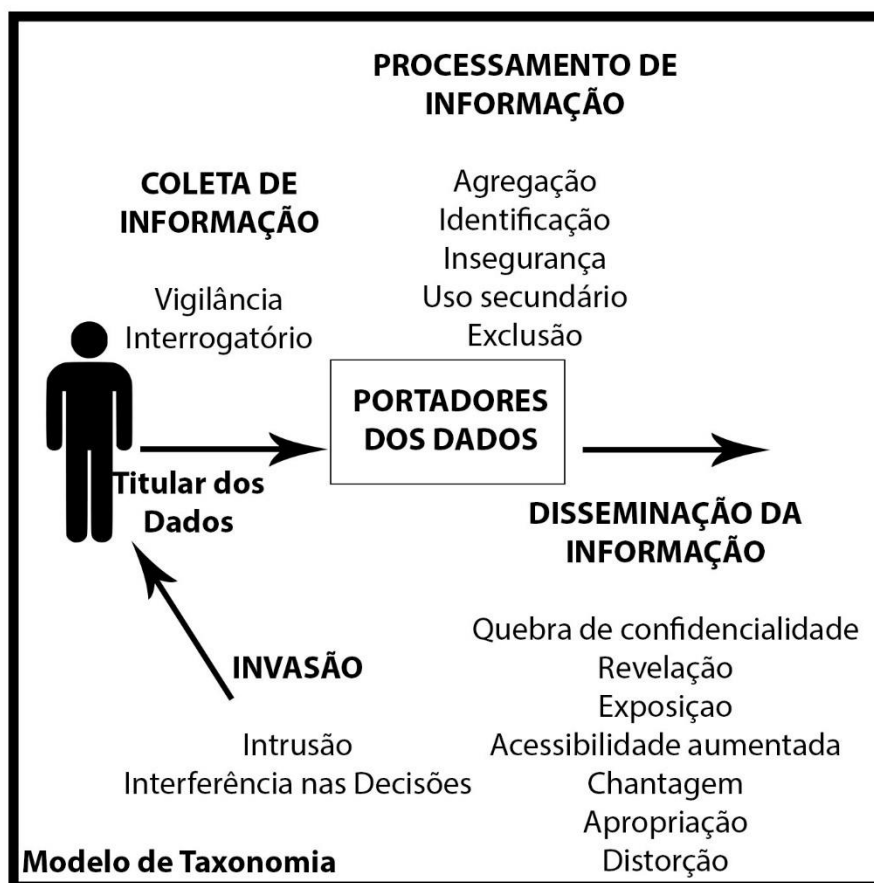 PROCESSAMENTO DE
INFORMAÇÃO
Agregação
Identificação
Insegurança
Uso secundário
Exclusão
COLETA DE
INFORMAÇÃO
Vigilância
Interrogatório
PORTADORES
DOS DADOS
Titular dos
Dados
DISSEMINAÇÃO DA
INFORMAÇÃO
Quebra de confidencialidade
Revelação
Exposiçao
Acessibilidade aumentada
Chantagem
Apropriação
Distorção
INVASÃO
Intrusão
Interferência nas Decisões
Modelo de Taxonomia